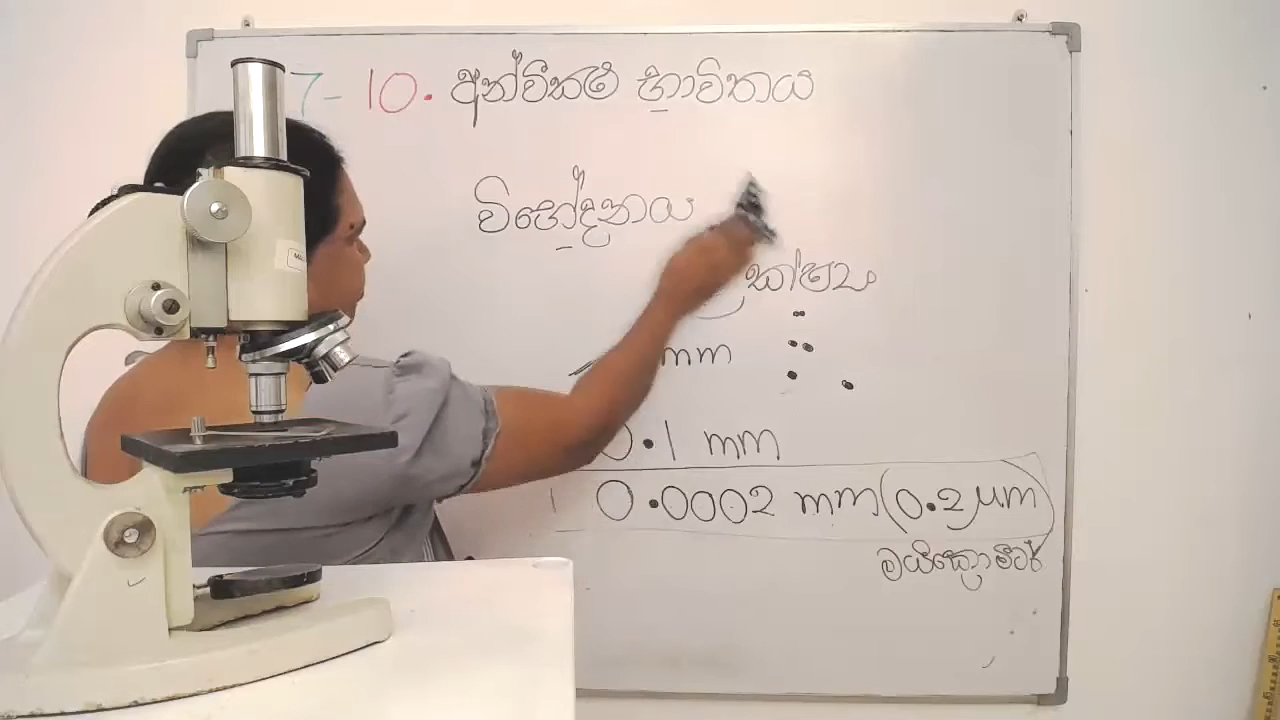 7-10. අන්වීක්ෂ භාවිතය
විභේදනය
mm
0.1 mm
0.0002 mm (0.2 μm)
මයික්‍රොමීටර්